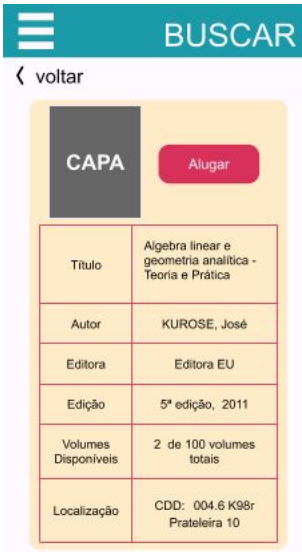 BUSCAR
voltar
CAPA
Alugar
Título
Algebra linear e
geometria analítica -
Teoria e Prática
Autor
KUROSE, José
Editora
Editora EU
Edição
5ª edição, 2011
Volumes
Disponíveis
2 de 100 volumes
totais
Localização
CDD: 004.6 K98r
Prateleira 10